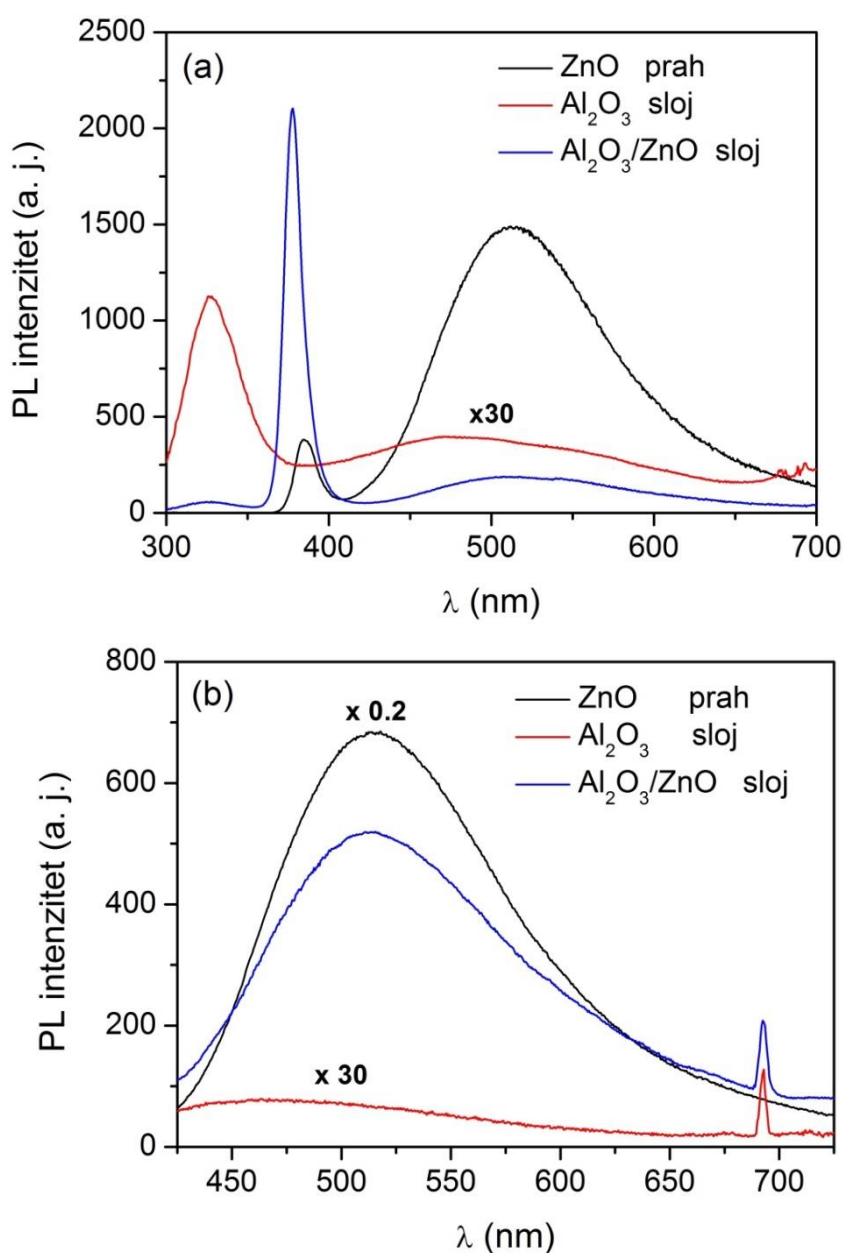 2500
(a)
ZnO prah
Al₂O₃ sloj
Al₂O₃/ZnO sloj
2000
1500
1000
500
0
x30
PL intenzitet (a. j.)
300 400 500 600 700
λ (nm)
800
(b)
ZnO prah
Al₂O₃ sloj
Al₂O₃/ZnO sloj
x 0.2
600
400
200
0
x 30
PL intenzitet (a. j.)
450 500 550 600 650 700
λ (nm)